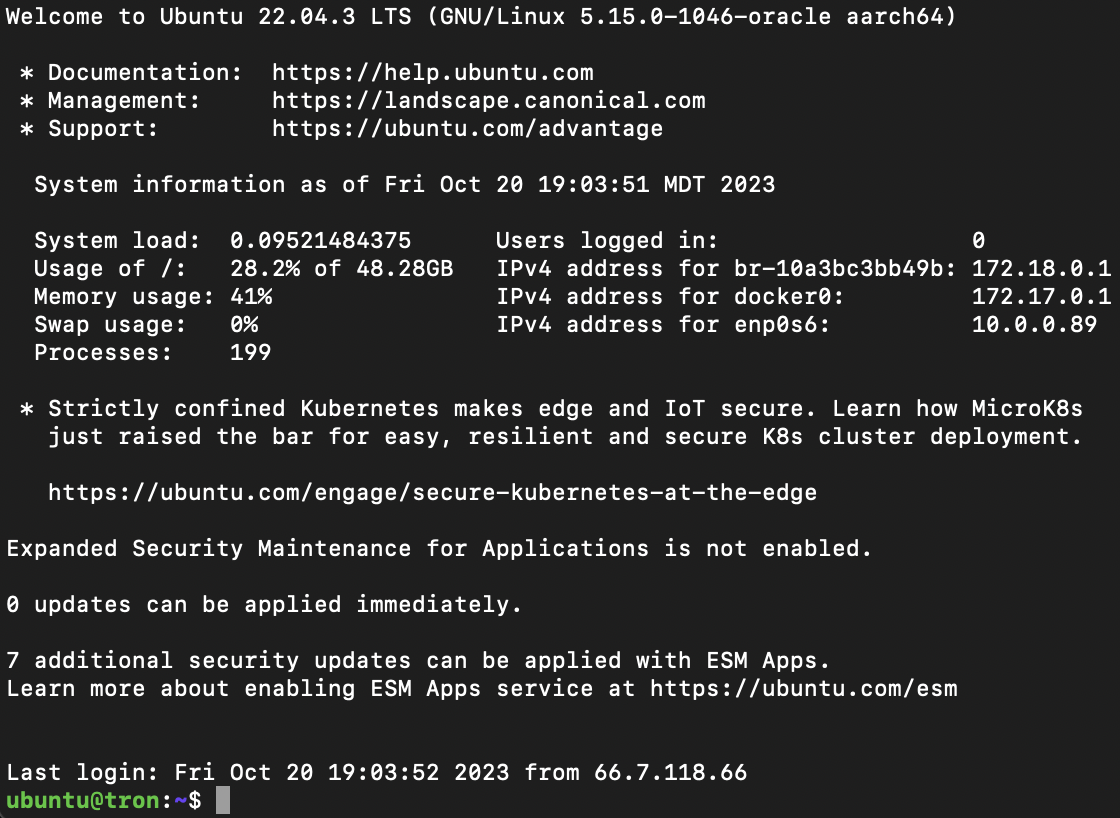 Welcome to Ubuntu 22.04.3 LTS (GNU/Linux 5.15.0-1046-oracle aarch64)
* Documentation:  https://help.ubuntu.com
* Management:     https://landscape.canonical.com
* Support:        https://ubuntu.com/advantage
System information as of Fri Oct 20 19:03:51 MDT 2023
System load:  0.09521484375      Users logged in:                  0
Usage of /:   28.2% of 48.28GB   IPv4 address for br-10a3bc3bb49b: 172.18.0.1
Memory usage: 41%                IPv4 address for docker0:         172.17.0.1
Swap usage:   0%                 IPv4 address for enp0s6:          10.0.0.89
Processes:    199
* Strictly confined Kubernetes makes edge and IoT secure. Learn how MicroK8s
just raised the bar for easy, resilient and secure K8s cluster deployment.
https://ubuntu.com/engage/secure-kubernetes-at-the-edge
Expanded Security Maintenance for Applications is not enabled.
0 updates can be applied immediately.
7 additional security updates can be applied with ESM Apps.
Learn more about enabling ESM Apps service at https://ubuntu.com/esm
Last login: Fri Oct 20 19:03:52 2023 from 66.7.118.66
ubuntu@tron:~$